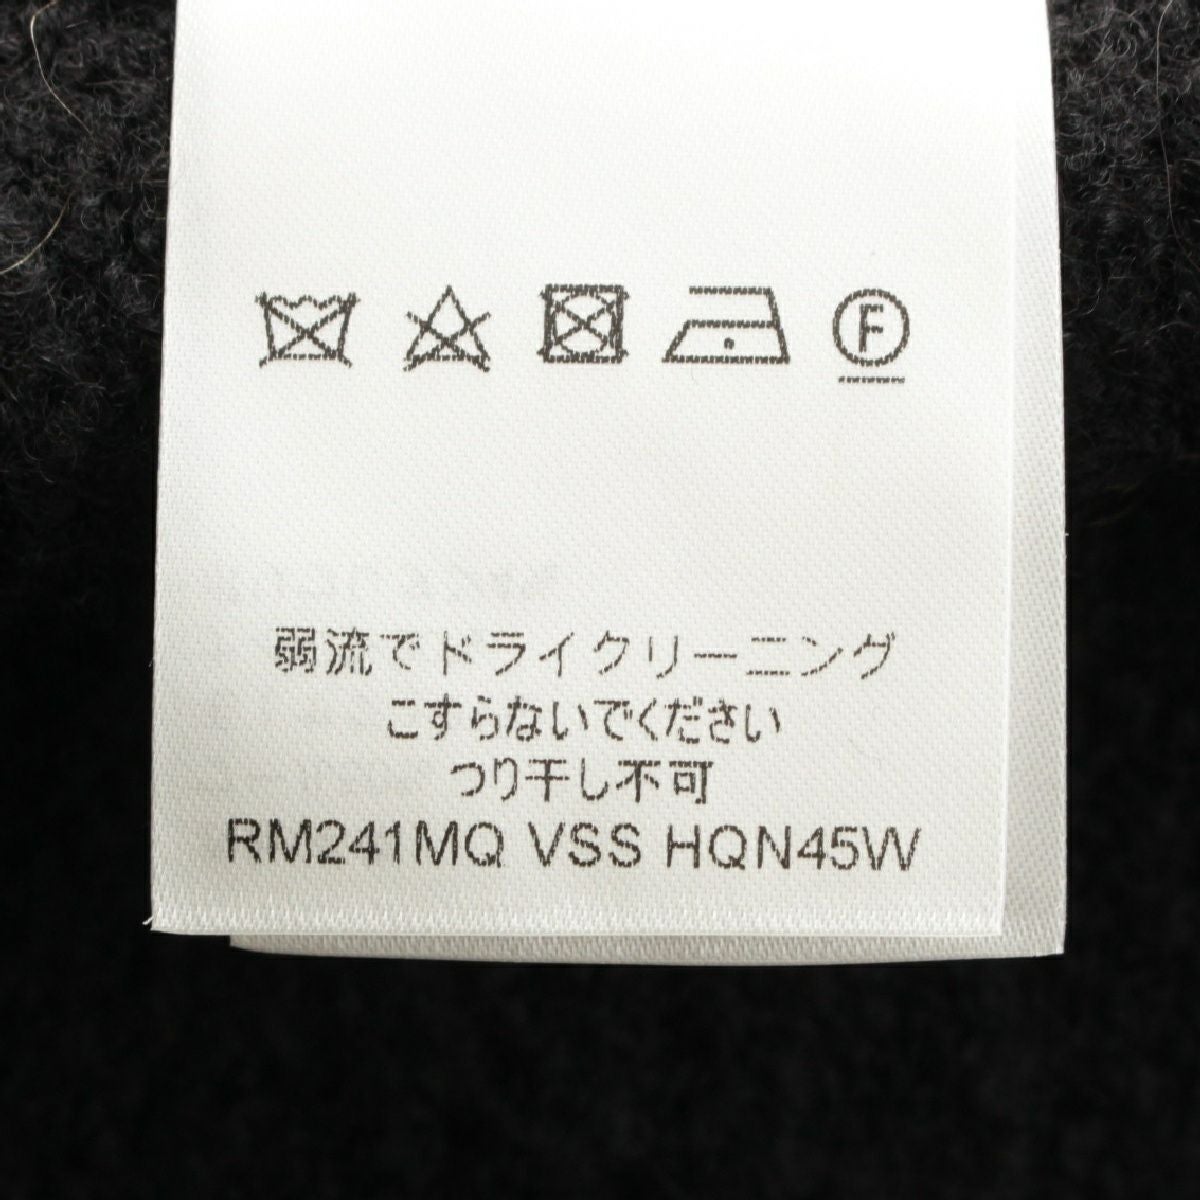 F
弱流でドライクリーニング
こすらないでください
つり干し不可
RM241MQ VSS HQN45W